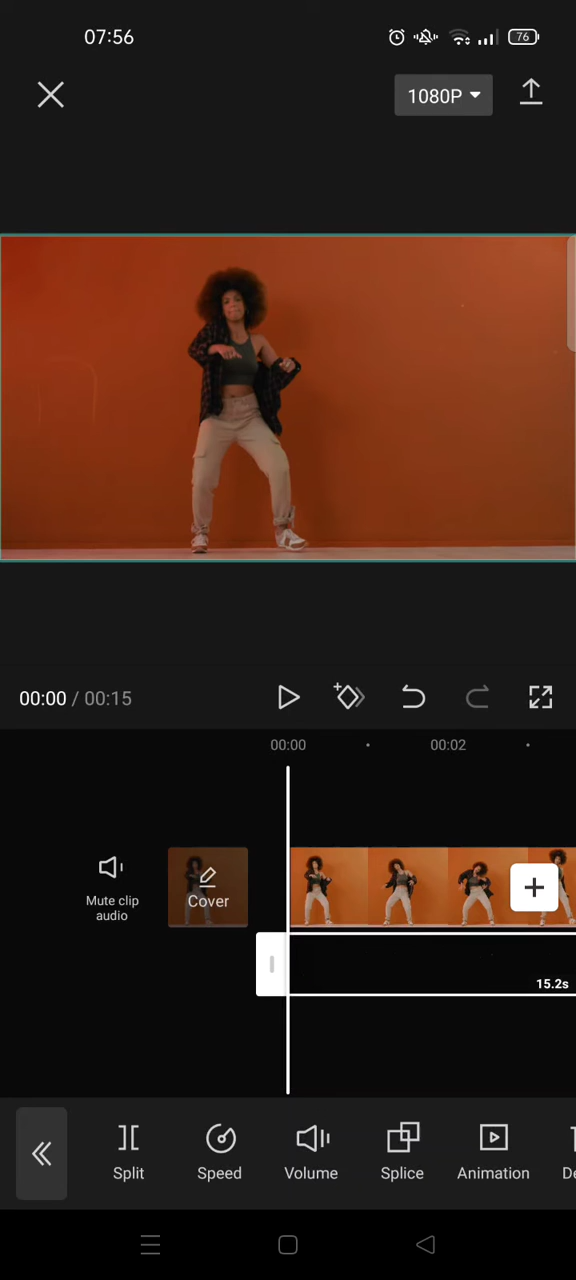 07:56
76
1080P
00:00 / 00:15
00:00
00:02
Mute clip
audio
Cover
15.2s
Split
Speed
Volume
Splice
Animation